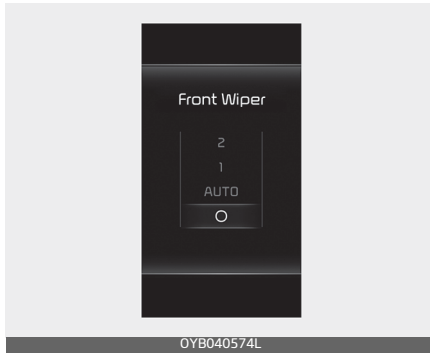 Front Wiper
2
1
AUTO
O
OYB040574L